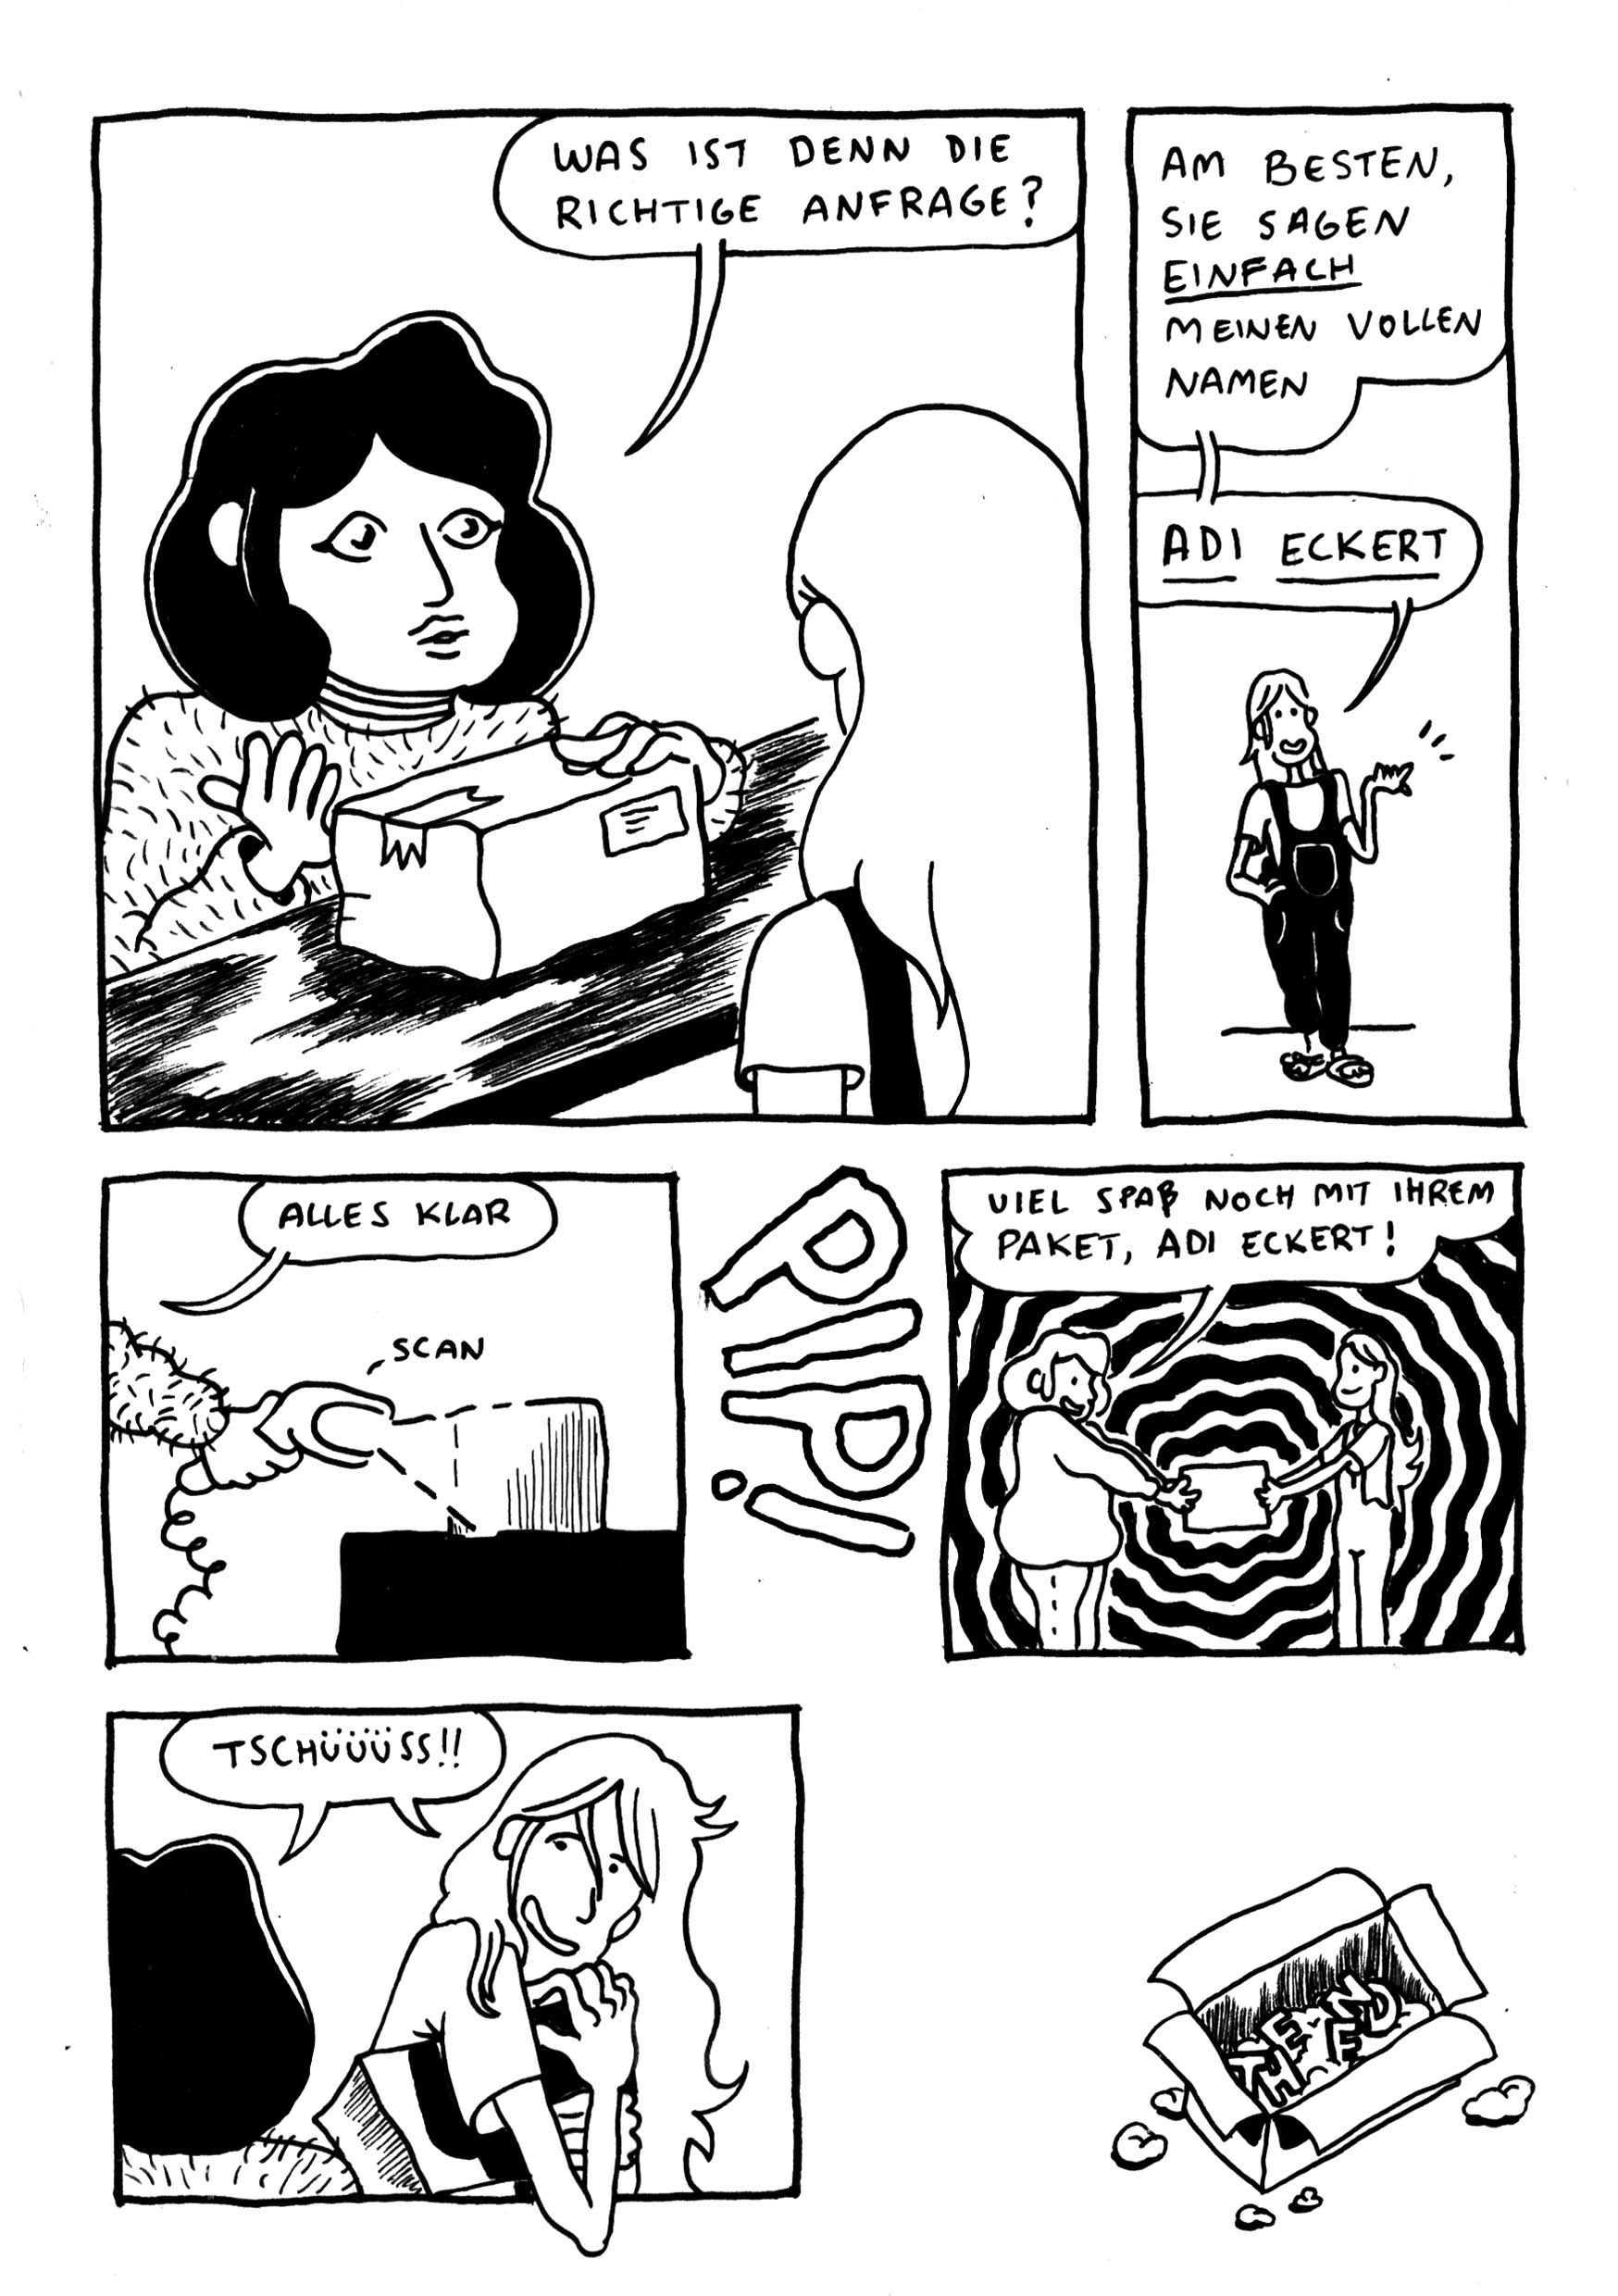 WAS IST DENN DIE
RICHTIGE ANFRAGE?
AM BESTEN,
SIE SAGEN
EINFACH
MEINEN VOLLEN
NAMEN
ADI ECKERT
ALLES KLAR
SCAN
PIPI
VIEL SPAß NOCH MIT IHREM
PAKET, ADI ECKERT!
TSCHÜÜÜSS!!
THE END